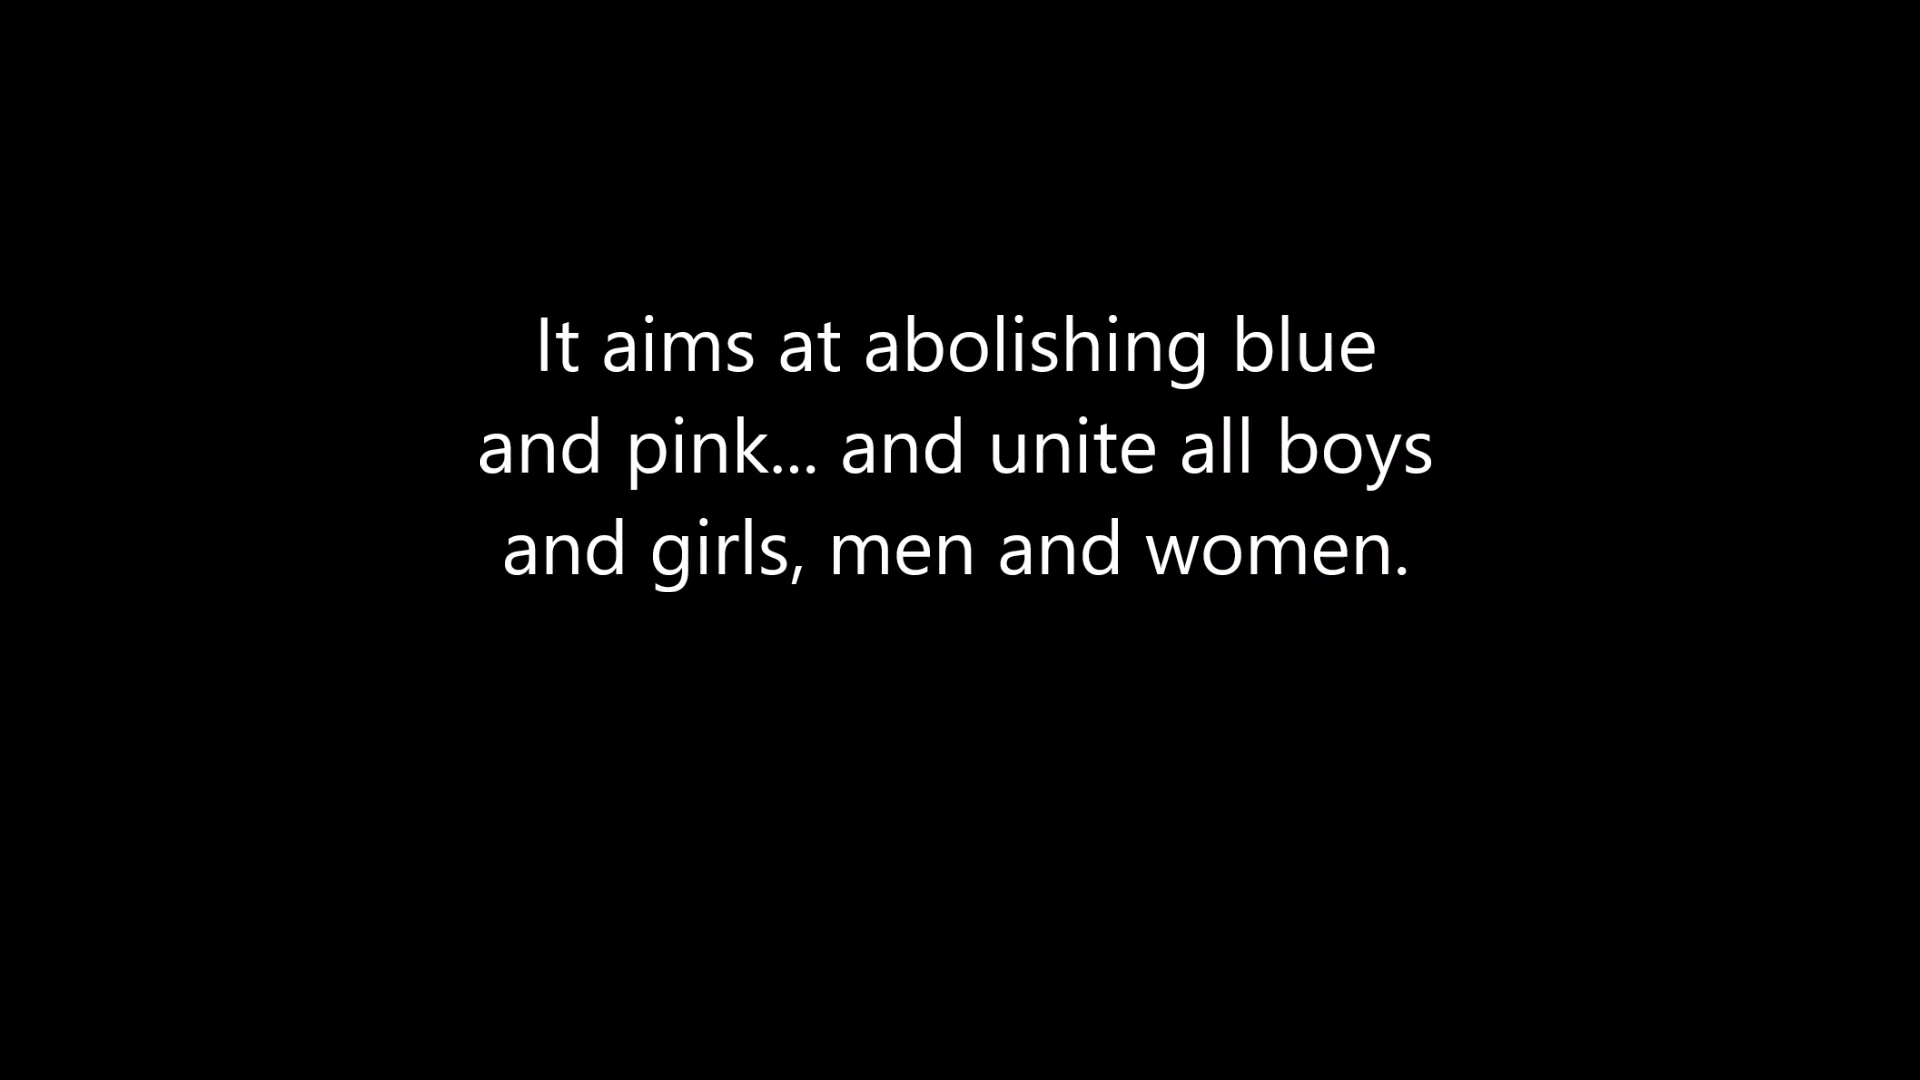 It aims at abolishing blue
and pink... and unite all boys
and girls, men and women.